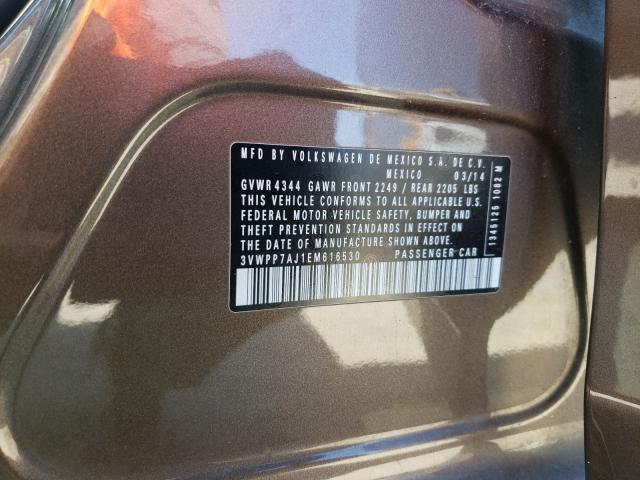 MFD BY VOLKSWAGEN DE MEXICO S.A. DE C.V.
MEXICO 03/14
GVWR 4344 GAWR FRONT 2249 / REAR 2205 LBS
THIS VEHICLE CONFORMS TO ALL APPLICABLE U.S.
FEDERAL MOTOR VEHICLE SAFETY, BUMPER AND
THEFT PREVENTION STANDARDS IN EFFECT ON
THE DATE OF MANUFACTURE SHOWN ABOVE.
3VWPP7AJ1EM616530 PASSENGER CAR
1345125 1082 M